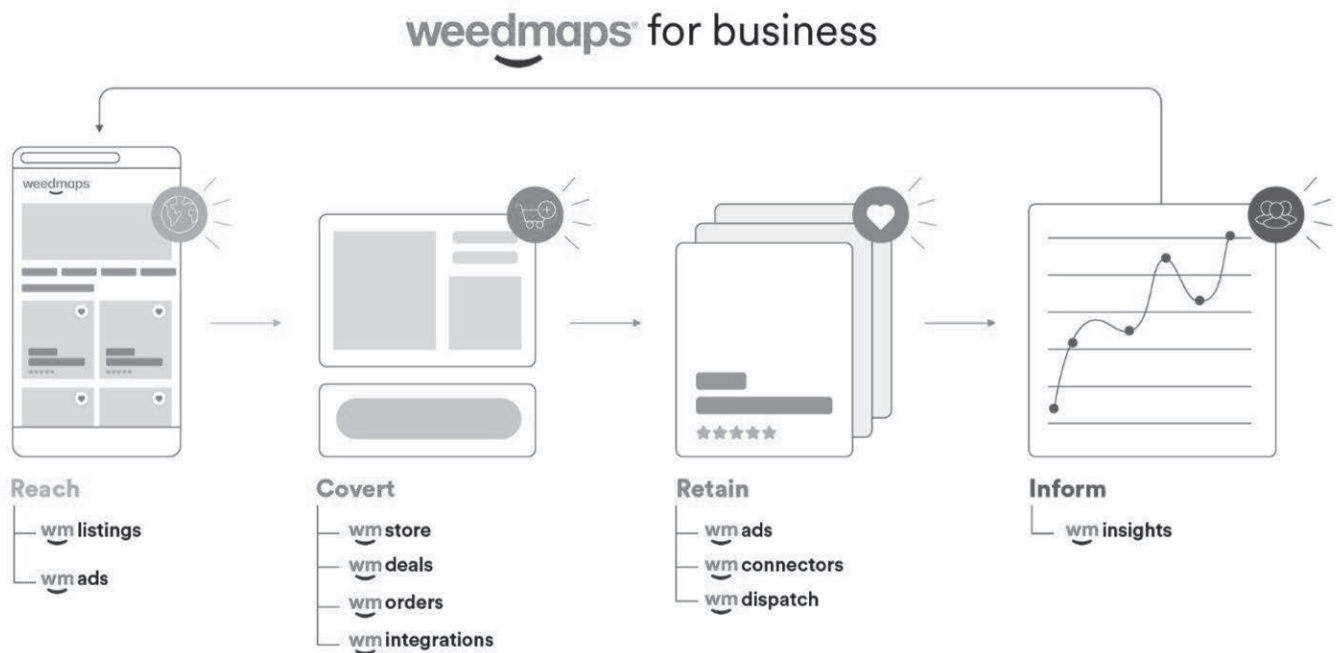 weedmaps® for business
weedmaps
Reach
wm listings
wm ads
Covert
wm store
wm deals
wm orders
wm integrations
Retain
wm ads
wm connectors
wm dispatch
Inform
wm insights